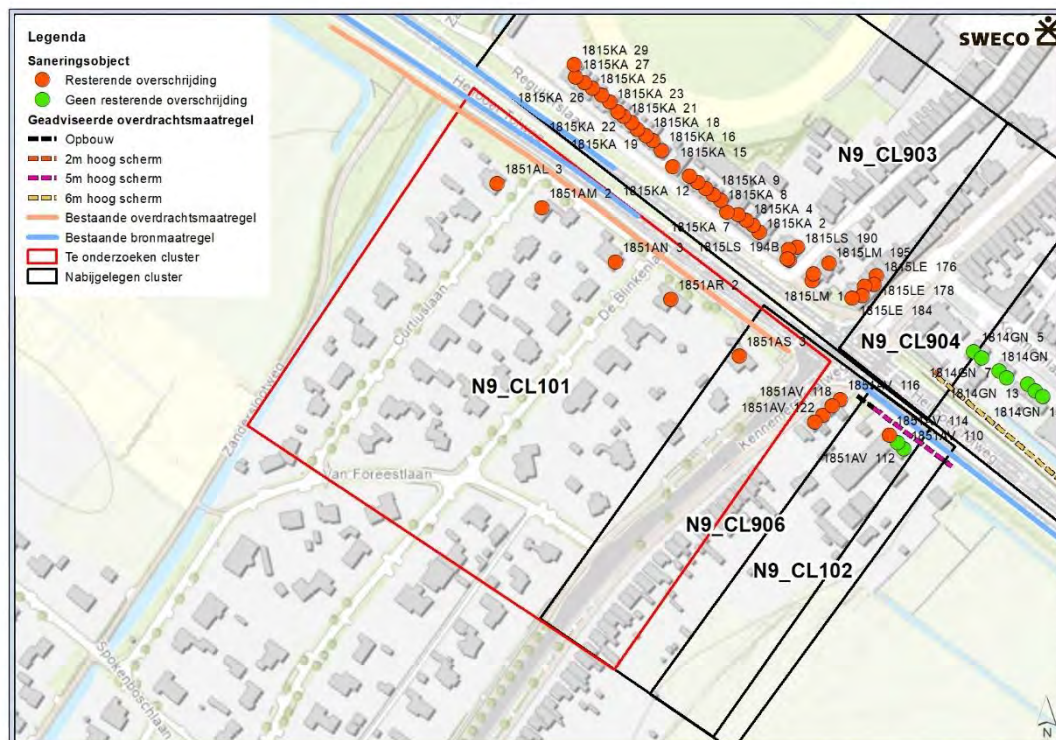 Legenda
Saneringsobject
Resterende overschrijding
Geen resterende overschrijding
Geadviseerde overdrachtsmaatregel
Opbouw
2m hoog scherm
5m hoog scherm
6m hoog scherm
Bestaande overdrachtsmaatregel
Bestaande bronmaatregel
Te onderzoeken cluster
Nabijgelegen cluster
SWECO
1815KA 29
1815KA 27
1815KA 25
1815KA 26
1815KA 23
1815KA 21
1815KA 22
1815KA 18
1815KA 19
1815KA 16
1815KA 15
N9_CL903
1851AL 3
1851AM 2
1815KA 12
1815KA 9
1815KA 8
1815KA 4
1815KA 7
1815KA 2
1851AN 3
1815LS 194B
1815LS 190
1815LM 195
1815LE 176
1851AR 2
1815LM 1
1815LE 178
1815LE 184
De Blinkena
Curtiuslaan
Zanderslootweg
N9_CL904
1814GN 5
1814GN
1814GN 7
1814GN 13
1814GN 1
1851AS 3
N9_CL101
1851AV 118
1851AV 116
1851AV 122
1851AV 114
1851AV 110
1851AV 112
Van Foreestlaan
N9_CL906
N9_CL102
Spokenboschlaan
N